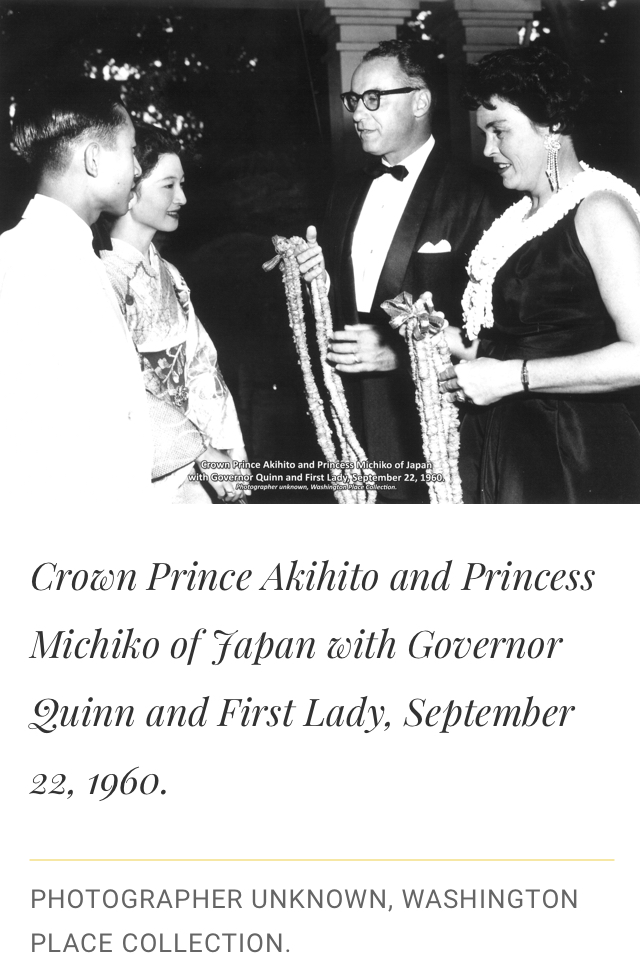 Crown Prince Akihito and Princess Michiko of Japan
with Governor Quinn and First Lady, September 22, 1960.
Photographer unknown, Washington Place Collection.
Crown Prince Akihito and Princess
Michiko of Japan with Governor
Quinn and First Lady, September
22, 1960.
PHOTOGRAPHER UNKNOWN, WASHINGTON
PLACE COLLECTION.